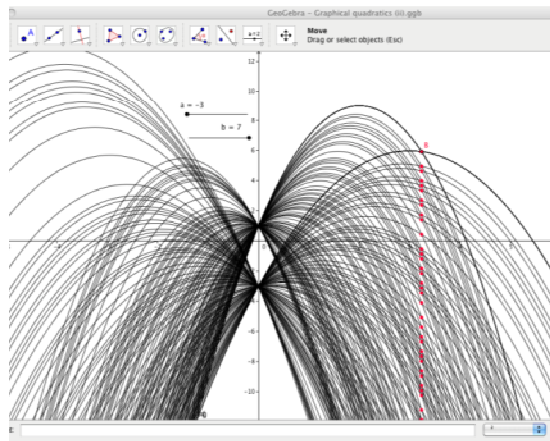 GeoGebra – Graphical quadratics (ii).ggb
A
a=2
Move
Drag or select objects (Esc)
12
a = -3
10
b = 7
8
6
B
4
2
-4
-6
-8
-10